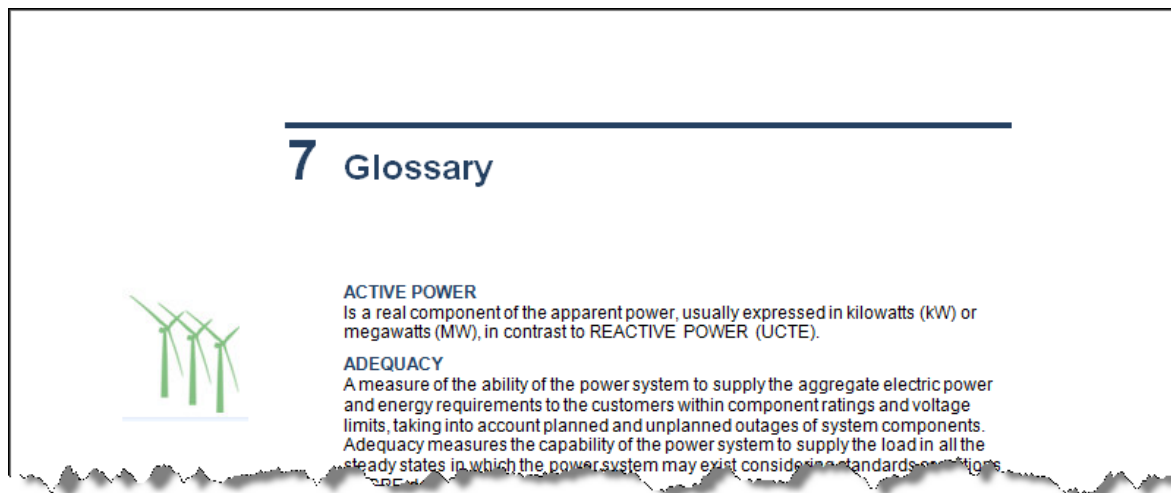 7 Glossary
ACTIVE POWER
Is a real component of the apparent power, usually expressed in kilowatts (kW) or
megawatts (MW), in contrast to REACTIVE POWER (UCTE).
ADEQUACY
A measure of the ability of the power system to supply the aggregate electric power
and energy requirements to the customers within component ratings and voltage
limits, taking into account planned and unplanned outages of system components.
Adequacy measures the capability of the power system to supply the load in all the
steady states in which the power system may exist considering standards